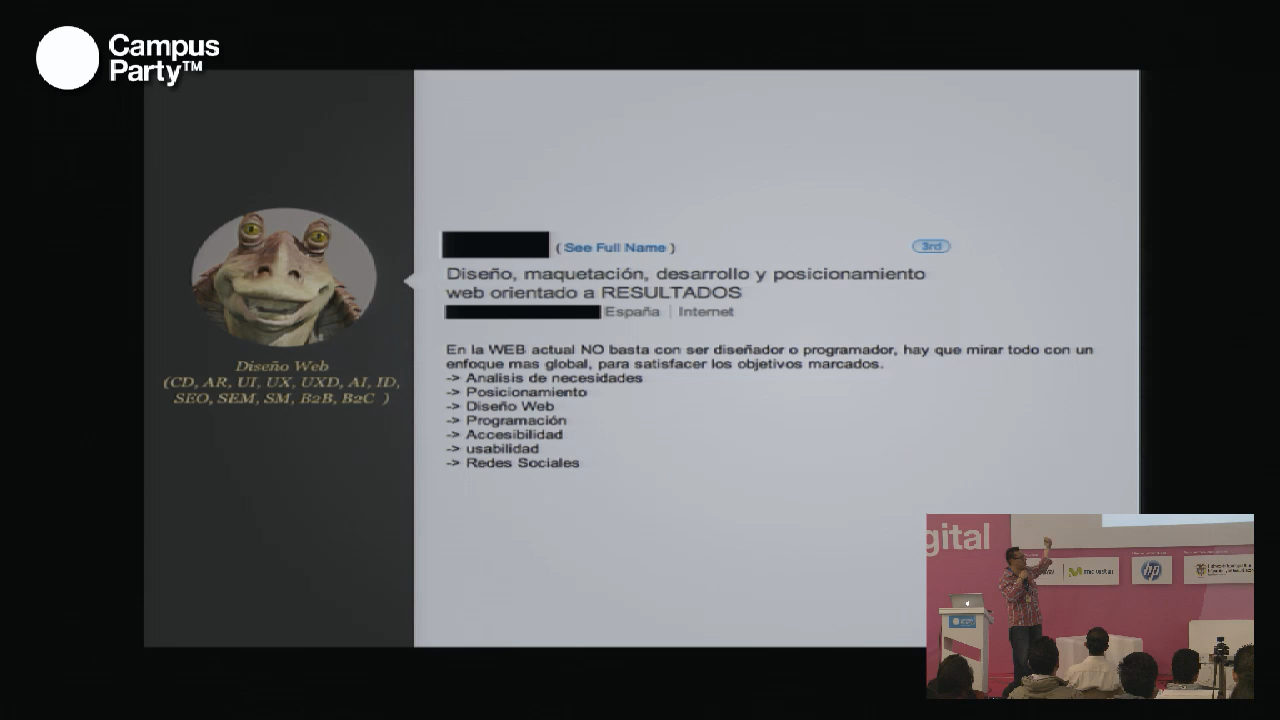 Campus
Party™
( See Full Name )
3rd
Diseño, maquetación, desarrollo y posicionamiento
web orientado a RESULTADOS
España | Internet
En la WEB actual NO basta con ser diseñador o programador, hay que mirar todo con un
enfoque mas global, para satisfacer los objetivos marcados.
-> Analisis de necesidades
-> Posicionamiento
-> Diseño Web
-> Programación
-> Accesibilidad
-> usabilidad
-> Redes Sociales
Diseño Web
(CD, AR, UI, UX, UXD, AI, ID,
SEO, SEM, SM, B2B, B2C )
gital
movistar
hp